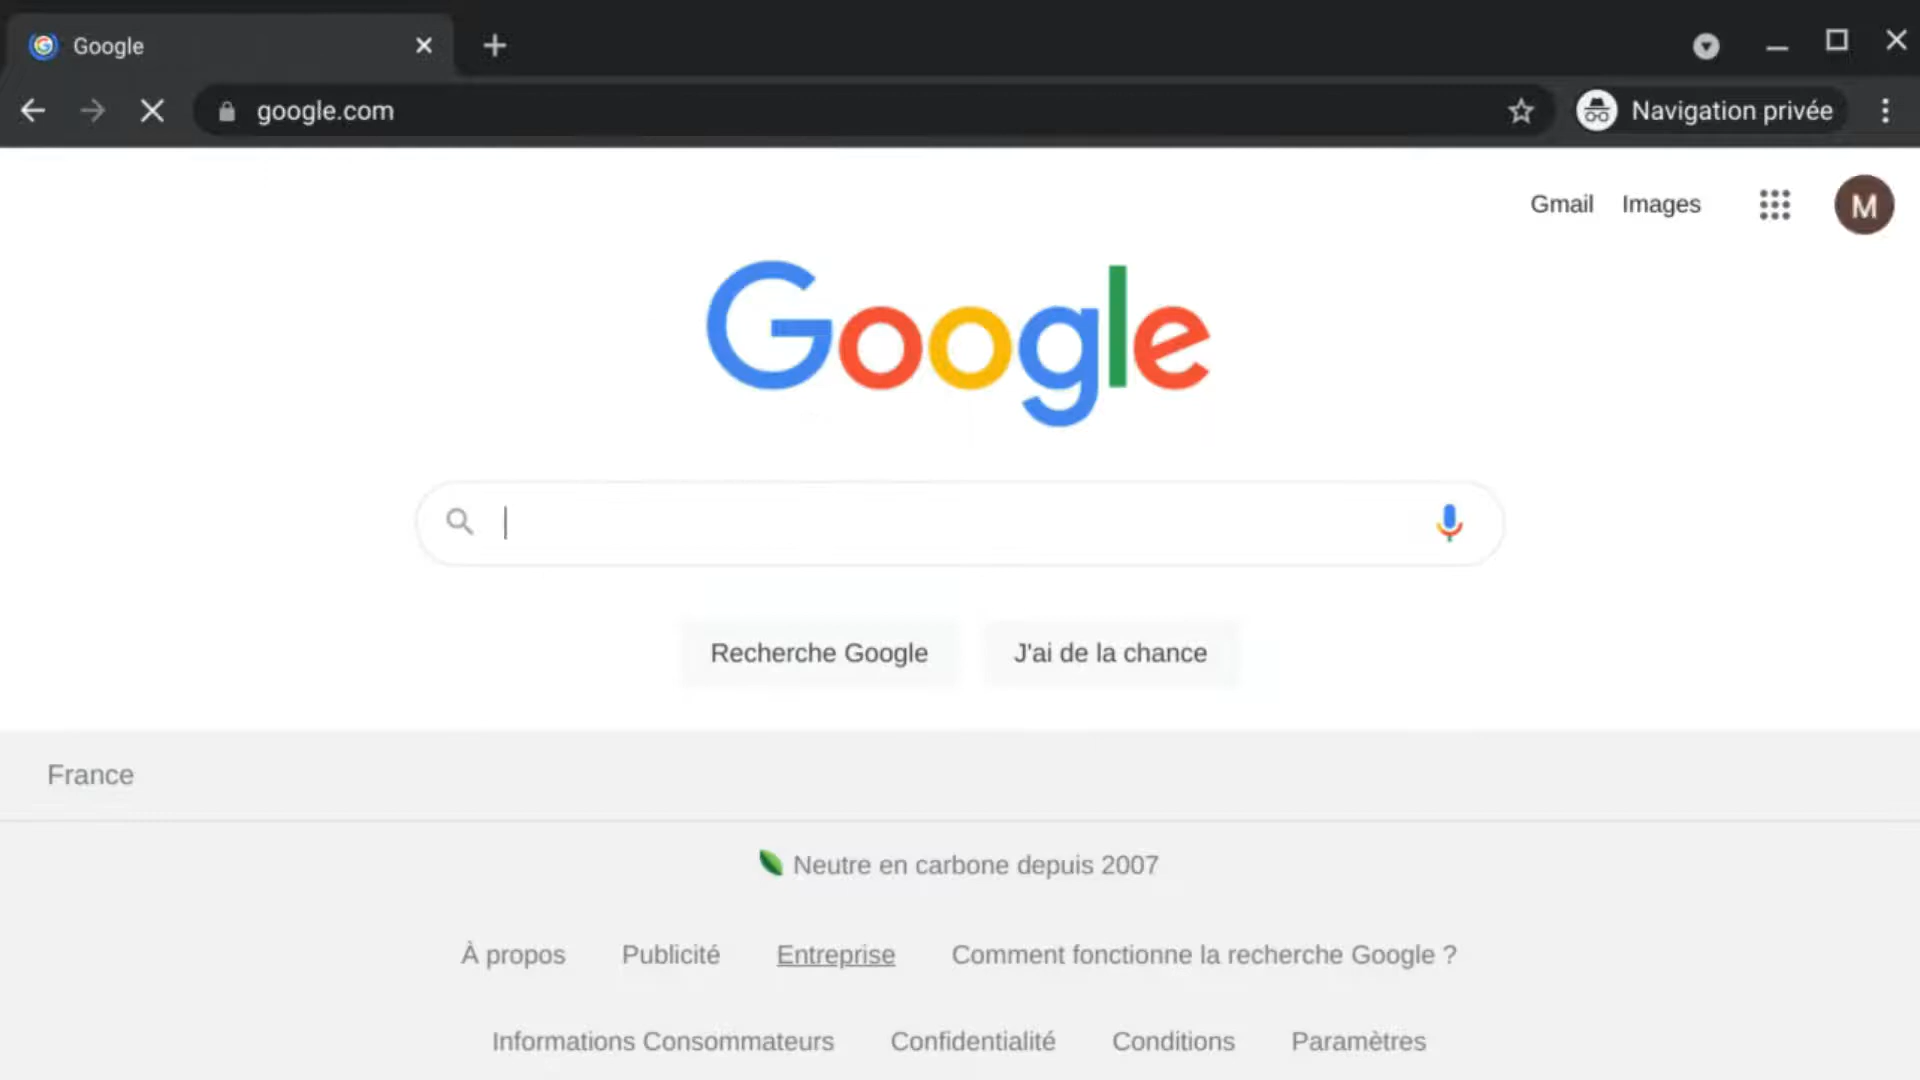 Google
google.com
Navigation privée
Gmail Images
M
Google
Recherche Google J'ai de la chance
France
Neutre en carbone depuis 2007
À propos Publicité Entreprise Comment fonctionne la recherche Google ?
Informations Consommateurs Confidentialité Conditions Paramètres